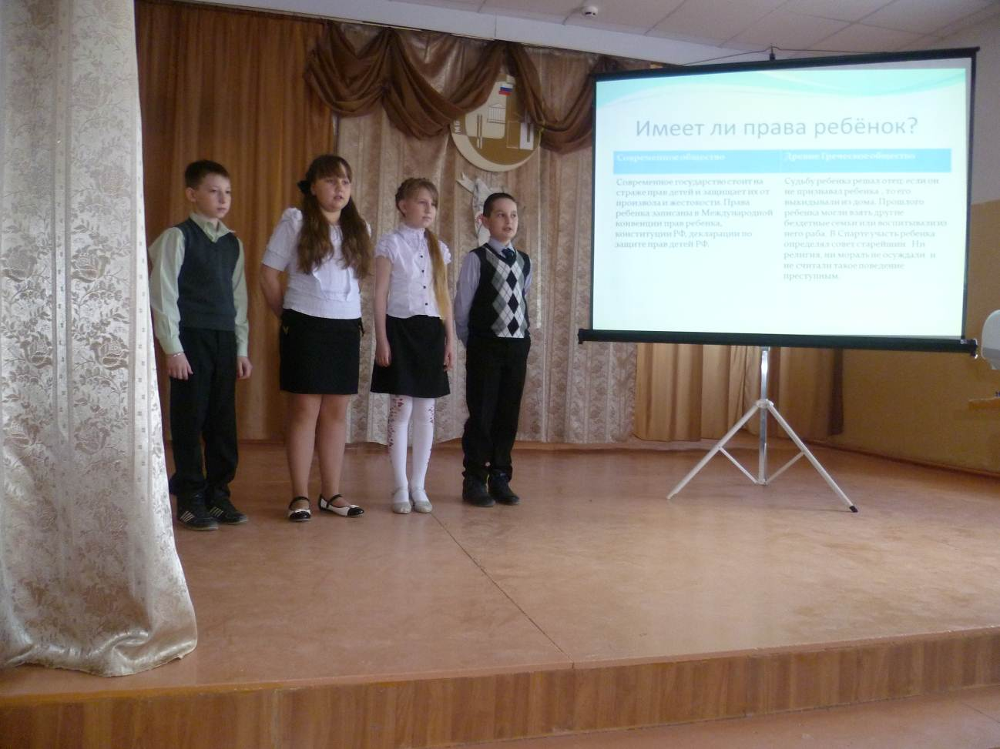 Имеет ли права ребёнок?
Современное общество
Древне Греческое общество
Современное государство стоит на
страже прав детей и защищает их от
произвола и жестокости. Права
ребенка записаны в Международной
конвенции прав ребенка,
конституции РФ, декларации по
защите прав детей РФ.
Судьбу ребенка решал отец: если он
не признавал ребенка , то его
выкидывали из дома. Прошлого
ребенка могли взять другие
бездетные семьи или воспитывали из
него раба. В Спарте участь ребенка
определял совет старейшин. Ни
религия, ни мораль не осуждали и
не считали такое поведение
преступным.
МБ